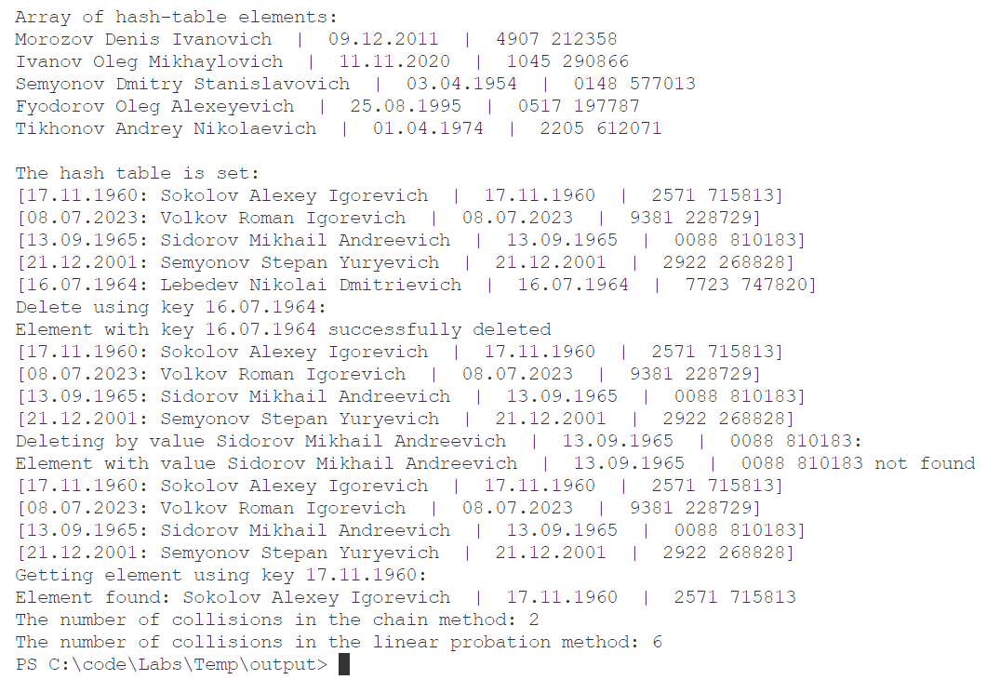 Array of hash-table elements:
Morozov Denis Ivanovich  |  09.12.2011  |  4907 212358
Ivanov Oleg Mikhaylovich  |  11.11.2020  |  1045 290866
Semyonov Dmitry Stanislavovich  |  03.04.1954  |  0148 577013
Fyodorov Oleg Alexeyevich  |  25.08.1995  |  0517 197787
Tikhonov Andrey Nikolaevich  |  01.04.1974  |  2205 612071
The hash table is set:
[17.11.1960: Sokolov Alexey Igorevich  |  17.11.1960  |  2571 715813]
[08.07.2023: Volkov Roman Igorevich  |  08.07.2023  |  9381 228729]
[13.09.1965: Sidorov Mikhail Andreevich  |  13.09.1965  |  0088 810183]
[21.12.2001: Semyonov Stepan Yuryevich  |  21.12.2001  |  2922 268828]
[16.07.1964: Lebedev Nikolai Dmitrievich  |  16.07.1964  |  7723 747820]
Delete using key 16.07.1964:
Element with key 16.07.1964 successfully deleted
[17.11.1960: Sokolov Alexey Igorevich  |  17.11.1960  |  2571 715813]
[08.07.2023: Volkov Roman Igorevich  |  08.07.2023  |  9381 228729]
[13.09.1965: Sidorov Mikhail Andreevich  |  13.09.1965  |  0088 810183]
[21.12.2001: Semyonov Stepan Yuryevich  |  21.12.2001  |  2922 268828]
Deleting by value Sidorov Mikhail Andreevich  |  13.09.1965  |  0088 810183:
Element with value Sidorov Mikhail Andreevich  |  13.09.1965  |  0088 810183 not found
[17.11.1960: Sokolov Alexey Igorevich  |  17.11.1960  |  2571 715813]
[08.07.2023: Volkov Roman Igorevich  |  08.07.2023  |  9381 228729]
[13.09.1965: Sidorov Mikhail Andreevich  |  13.09.1965  |  0088 810183]
[21.12.2001: Semyonov Stepan Yuryevich  |  21.12.2001  |  2922 268828]
Getting element using key 17.11.1960:
Element found: Sokolov Alexey Igorevich  |  17.11.1960  |  2571 715813
The number of collisions in the chain method: 2
The number of collisions in the linear probation method: 6
PS C:\code\Labs\Temp\output>